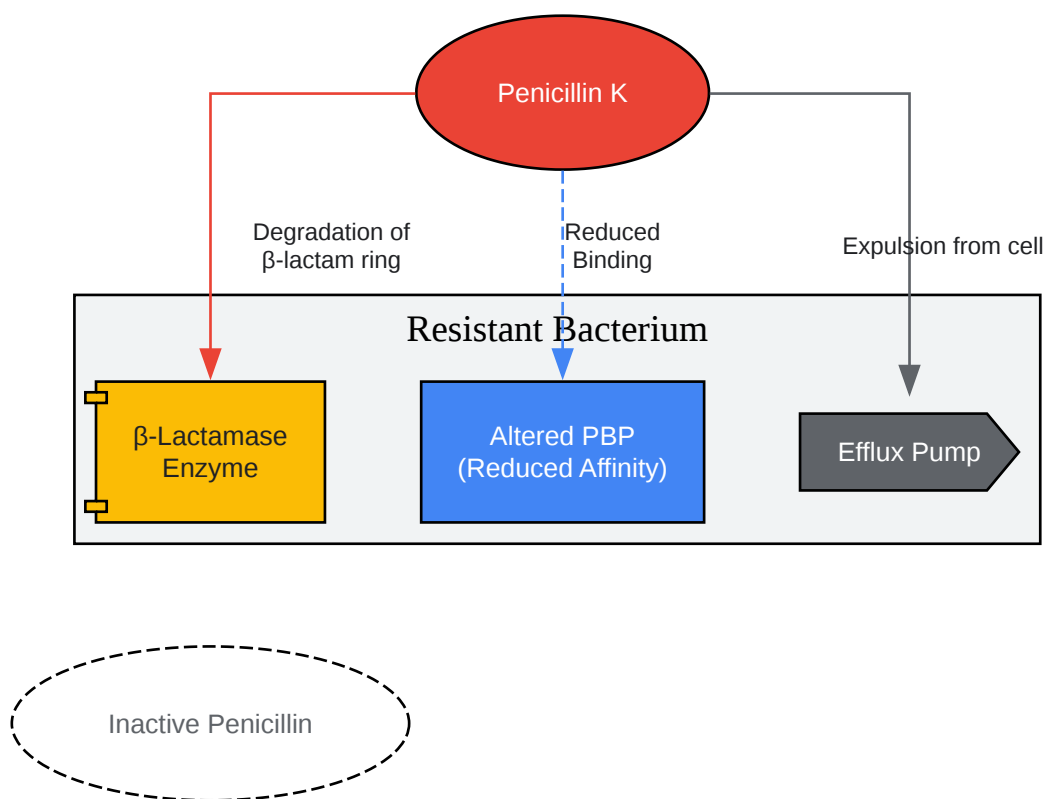 Penicillin K
Degradation of
β-lactam ring
Reduced
Binding
Expulsion from cell
Resistant Bacterium
β-Lactamase
Enzyme
Altered PBP
(Reduced Affinity)
Efflux Pump
Inactive Penicillin